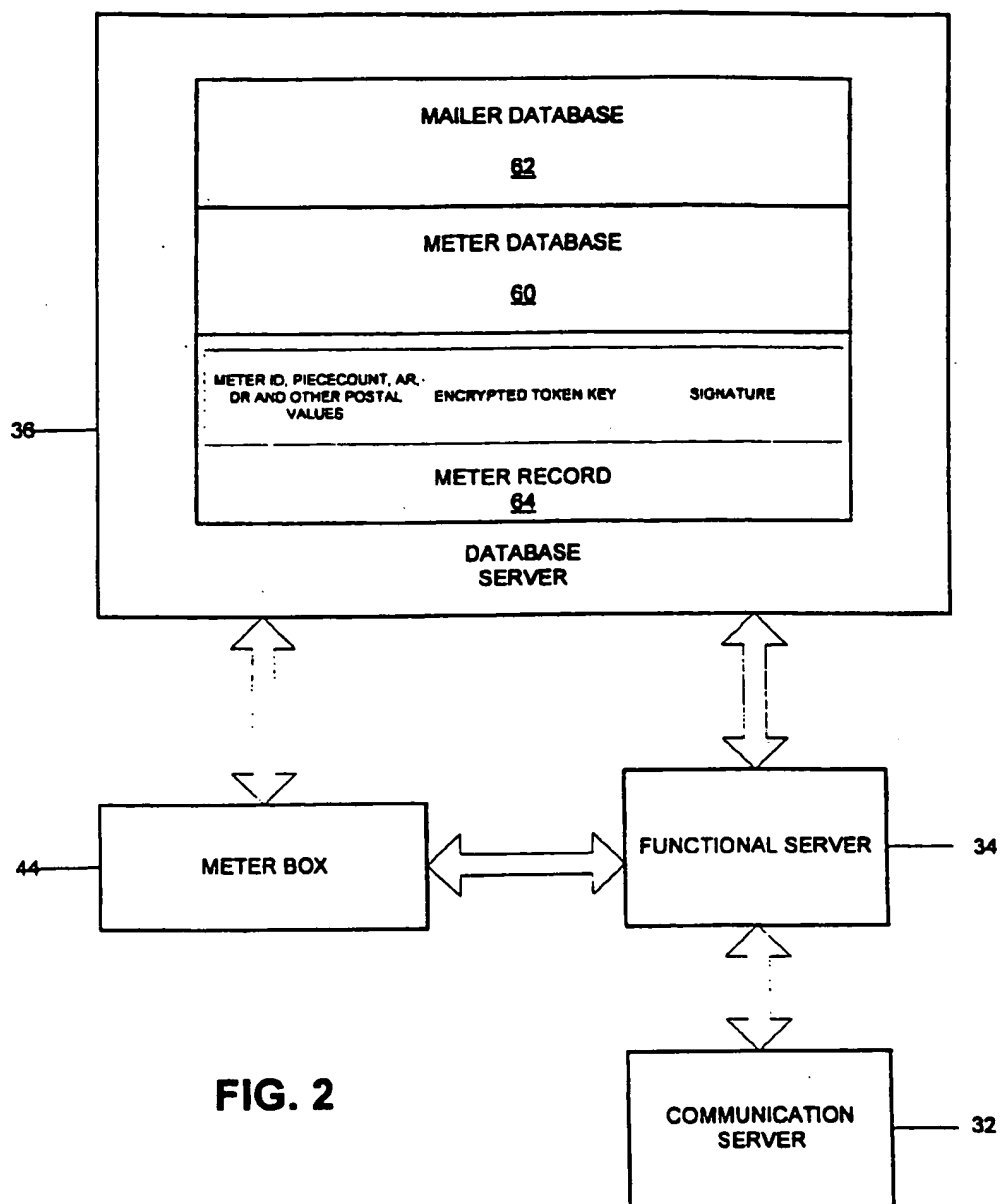 MAILER DATABASE
62
METER DATABASE
60
METER ID, PIECECOUNT, AR,
DR AND OTHER POSTAL
VALUES
ENCRYPTED TOKEN KEY
SIGNATURE
36
METER RECORD
64
DATABASE
SERVER
44
METER BOX
FUNCTIONAL SERVER
34
FIG. 2
COMMUNICATION
SERVER
32